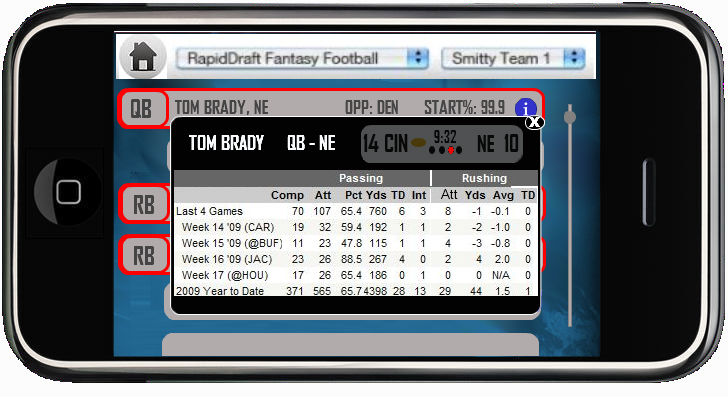 RapidDraft Fantasy Football Smitty Team 1
QB TOM BRADY, NE OPP: DEN START%: 99.9 i
X
TOM BRADY QB - NE 14 CIN 9:32 NE 10
Passing Rushing
Comp Att Pct Yds TD Int Att Yds Avg TD
Last 4 Games 70 107 65.4 760 6 3 8 -1 -0.1 0
Week 14 '09 (CAR) 19 32 59.4 192 1 1 2 -2 -1.0 0
Week 15 '09 (@BUF) 11 23 47.8 115 1 1 4 -3 -0.8 0
Week 16 '09 (JAC) 23 26 88.5 267 4 0 2 4 2.0 0
Week 17 (@HOU) 17 26 65.4 186 0 1 0 0 N/A 0
2009 Year to Date 371 565 65.7 4398 28 13 29 44 1.5 1
RB
RB